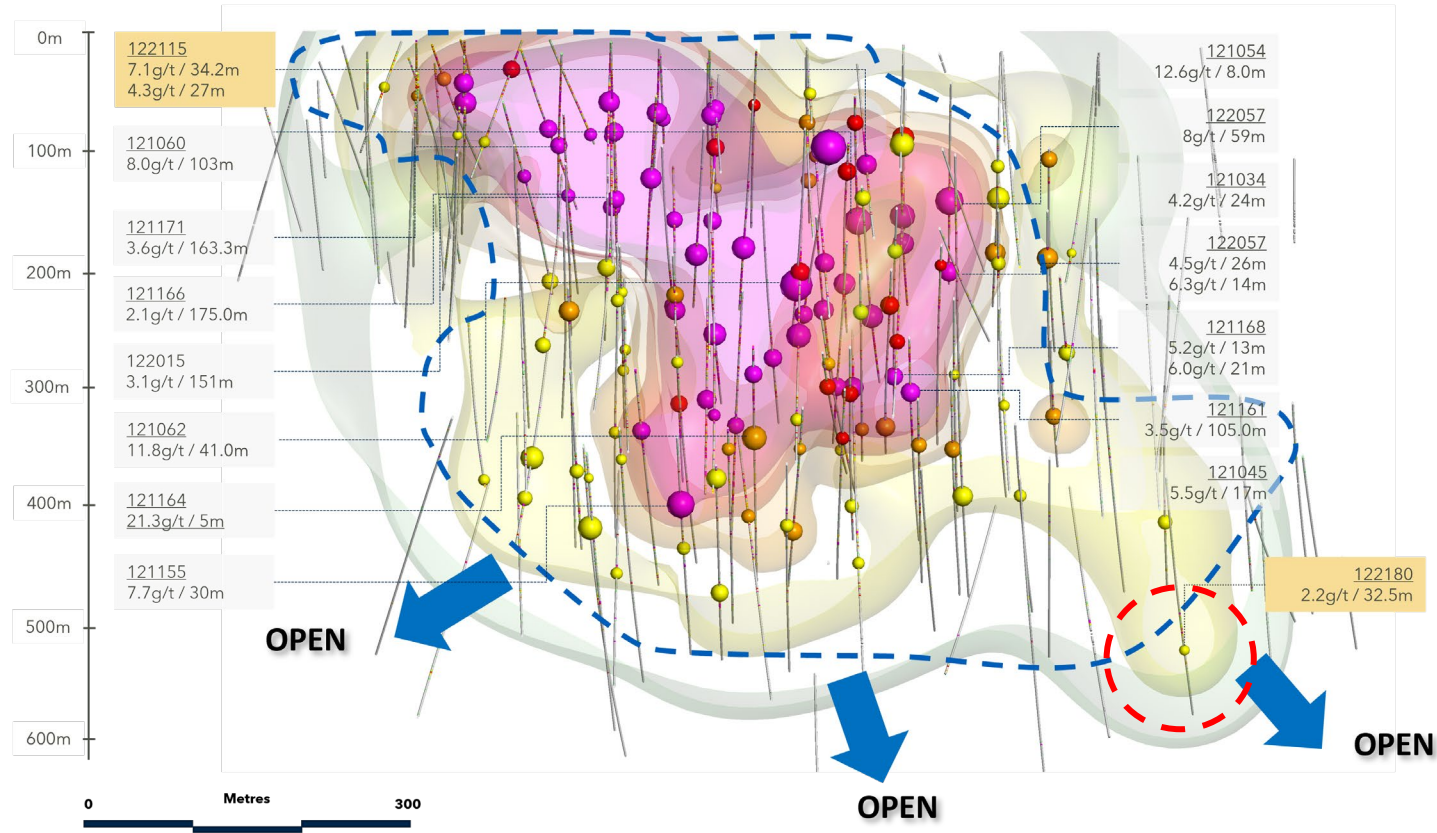 0m
100m
200m
300m
400m
500m
600m
122115
7.1g/t / 34.2m
4.3g/t / 27m
121060
8.0g/t / 103m
121171
3.6g/t / 163.3m
121166
2.1g/t / 175.0m
122015
3.1g/t / 151m
121062
11.8g/t / 41.0m
121164
21.3g/t / 5m
121155
7.7g/t / 30m
121054
12.6g/t / 8.0m
122057
8g/t / 59m
121034
4.2g/t / 24m
122057
4.5g/t / 26m
6.3g/t / 14m
121168
5.2g/t / 13m
6.0g/t / 21m
121161
3.5g/t / 105.0m
121045
5.5g/t / 17m
122180
2.2g/t / 32.5m
OPEN
OPEN
OPEN
0
Metres
300